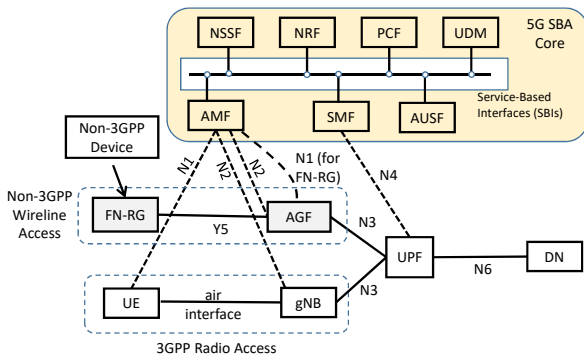 NSSF
NRF
PCF
UDM
5G SBA
Core
AMF
SMF
AUSF
Service-Based
Interfaces (SBIs)
Non-3GPP
Device
N1
N2
N2
N1 (for
FN-RG)
N4
Non-3GPP
Wireline
Access
FN-RG
Y5
AGF
N3
UPF
N6
DN
N3
UE
air
interface
gNB
3GPP Radio Access